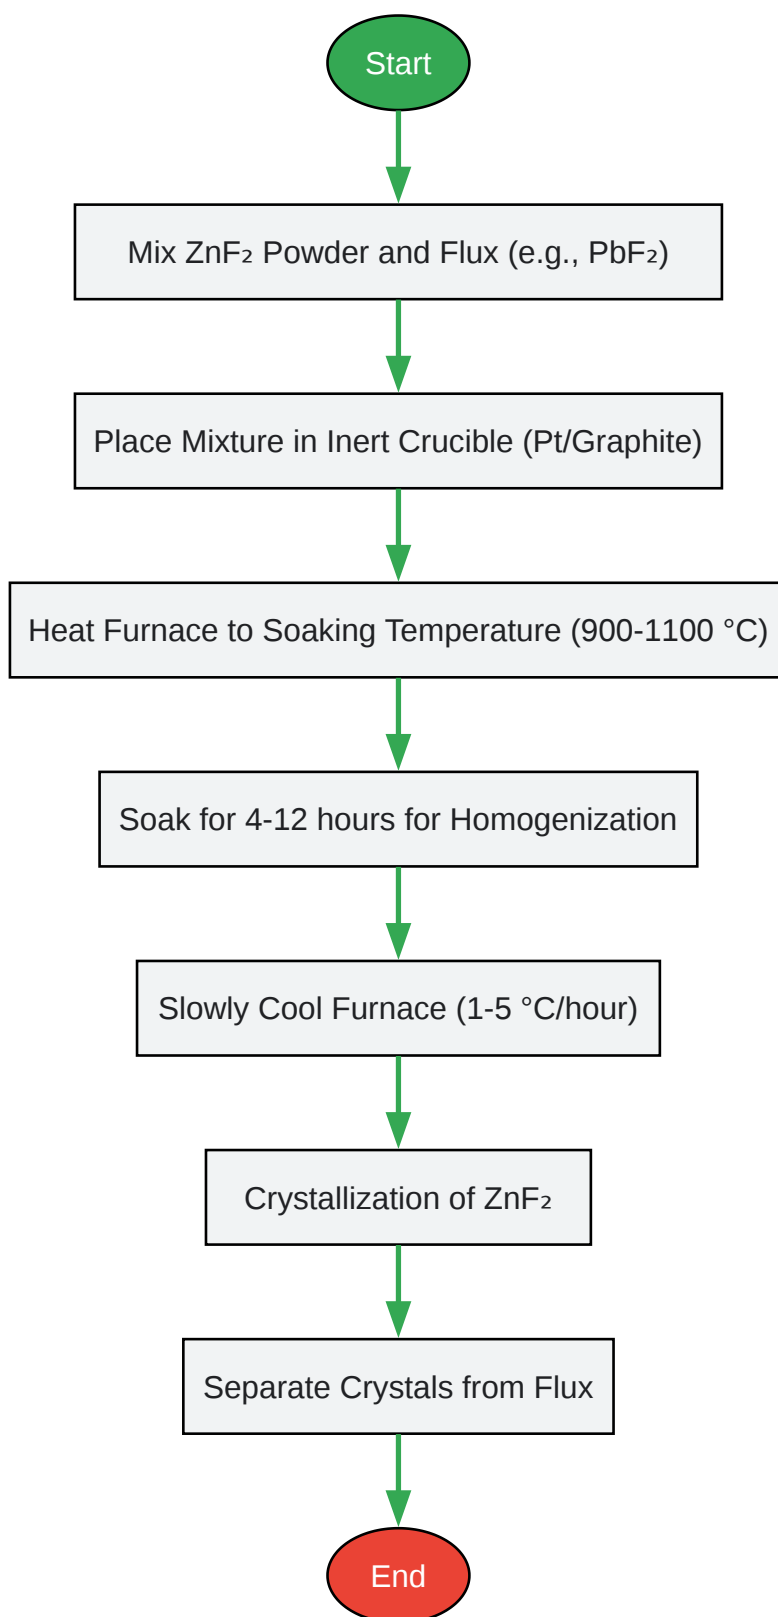 Start
Mix ZnF₂ Powder and Flux (e.g., PbF₂)
Place Mixture in Inert Crucible (Pt/Graphite)
Heat Furnace to Soaking Temperature (900-1100 °C)
Soak for 4-12 hours for Homogenization
Slowly Cool Furnace (1-5 °C/hour)
Crystallization of ZnF₂
Separate Crystals from Flux
End